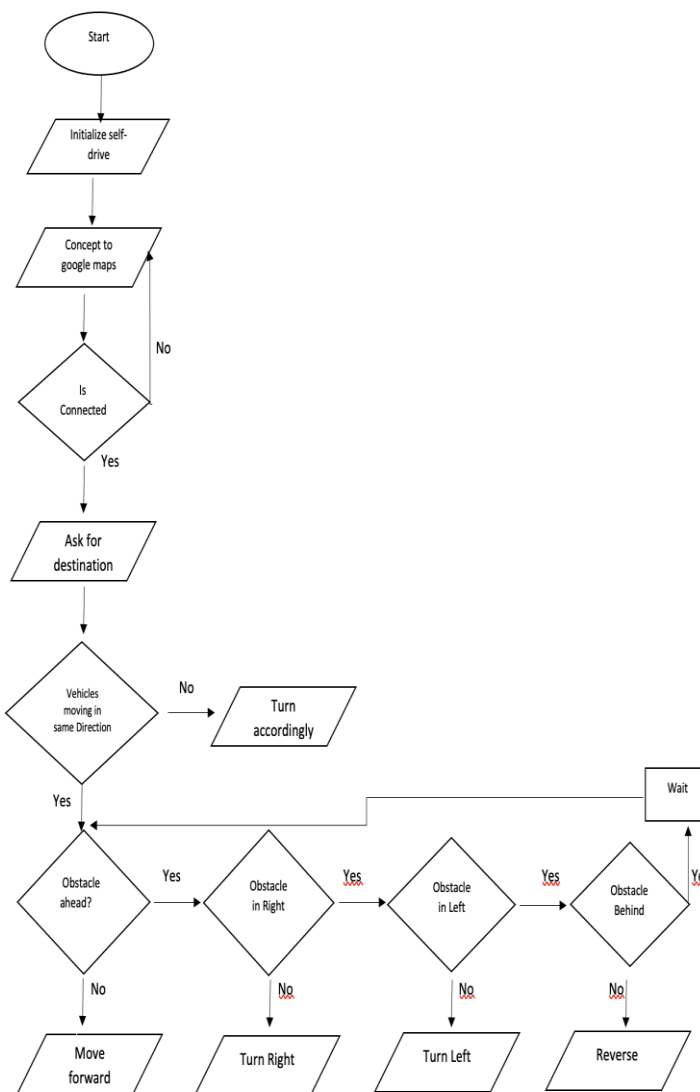 Start
Initialize self-
drive
Concept to
google maps
No
Is
Connected
Yes
Ask for
destination
Vehicles
moving in
same Direction
No
Turn
accordingly
Yes
Wait
Obstacle
ahead?
Yes
Obstacle
in Right
Yes
Obstacle
in Left
Yes
Obstacle
Behind
No
No
No
No
Move
forward
Turn Right
Turn Left
Reverse